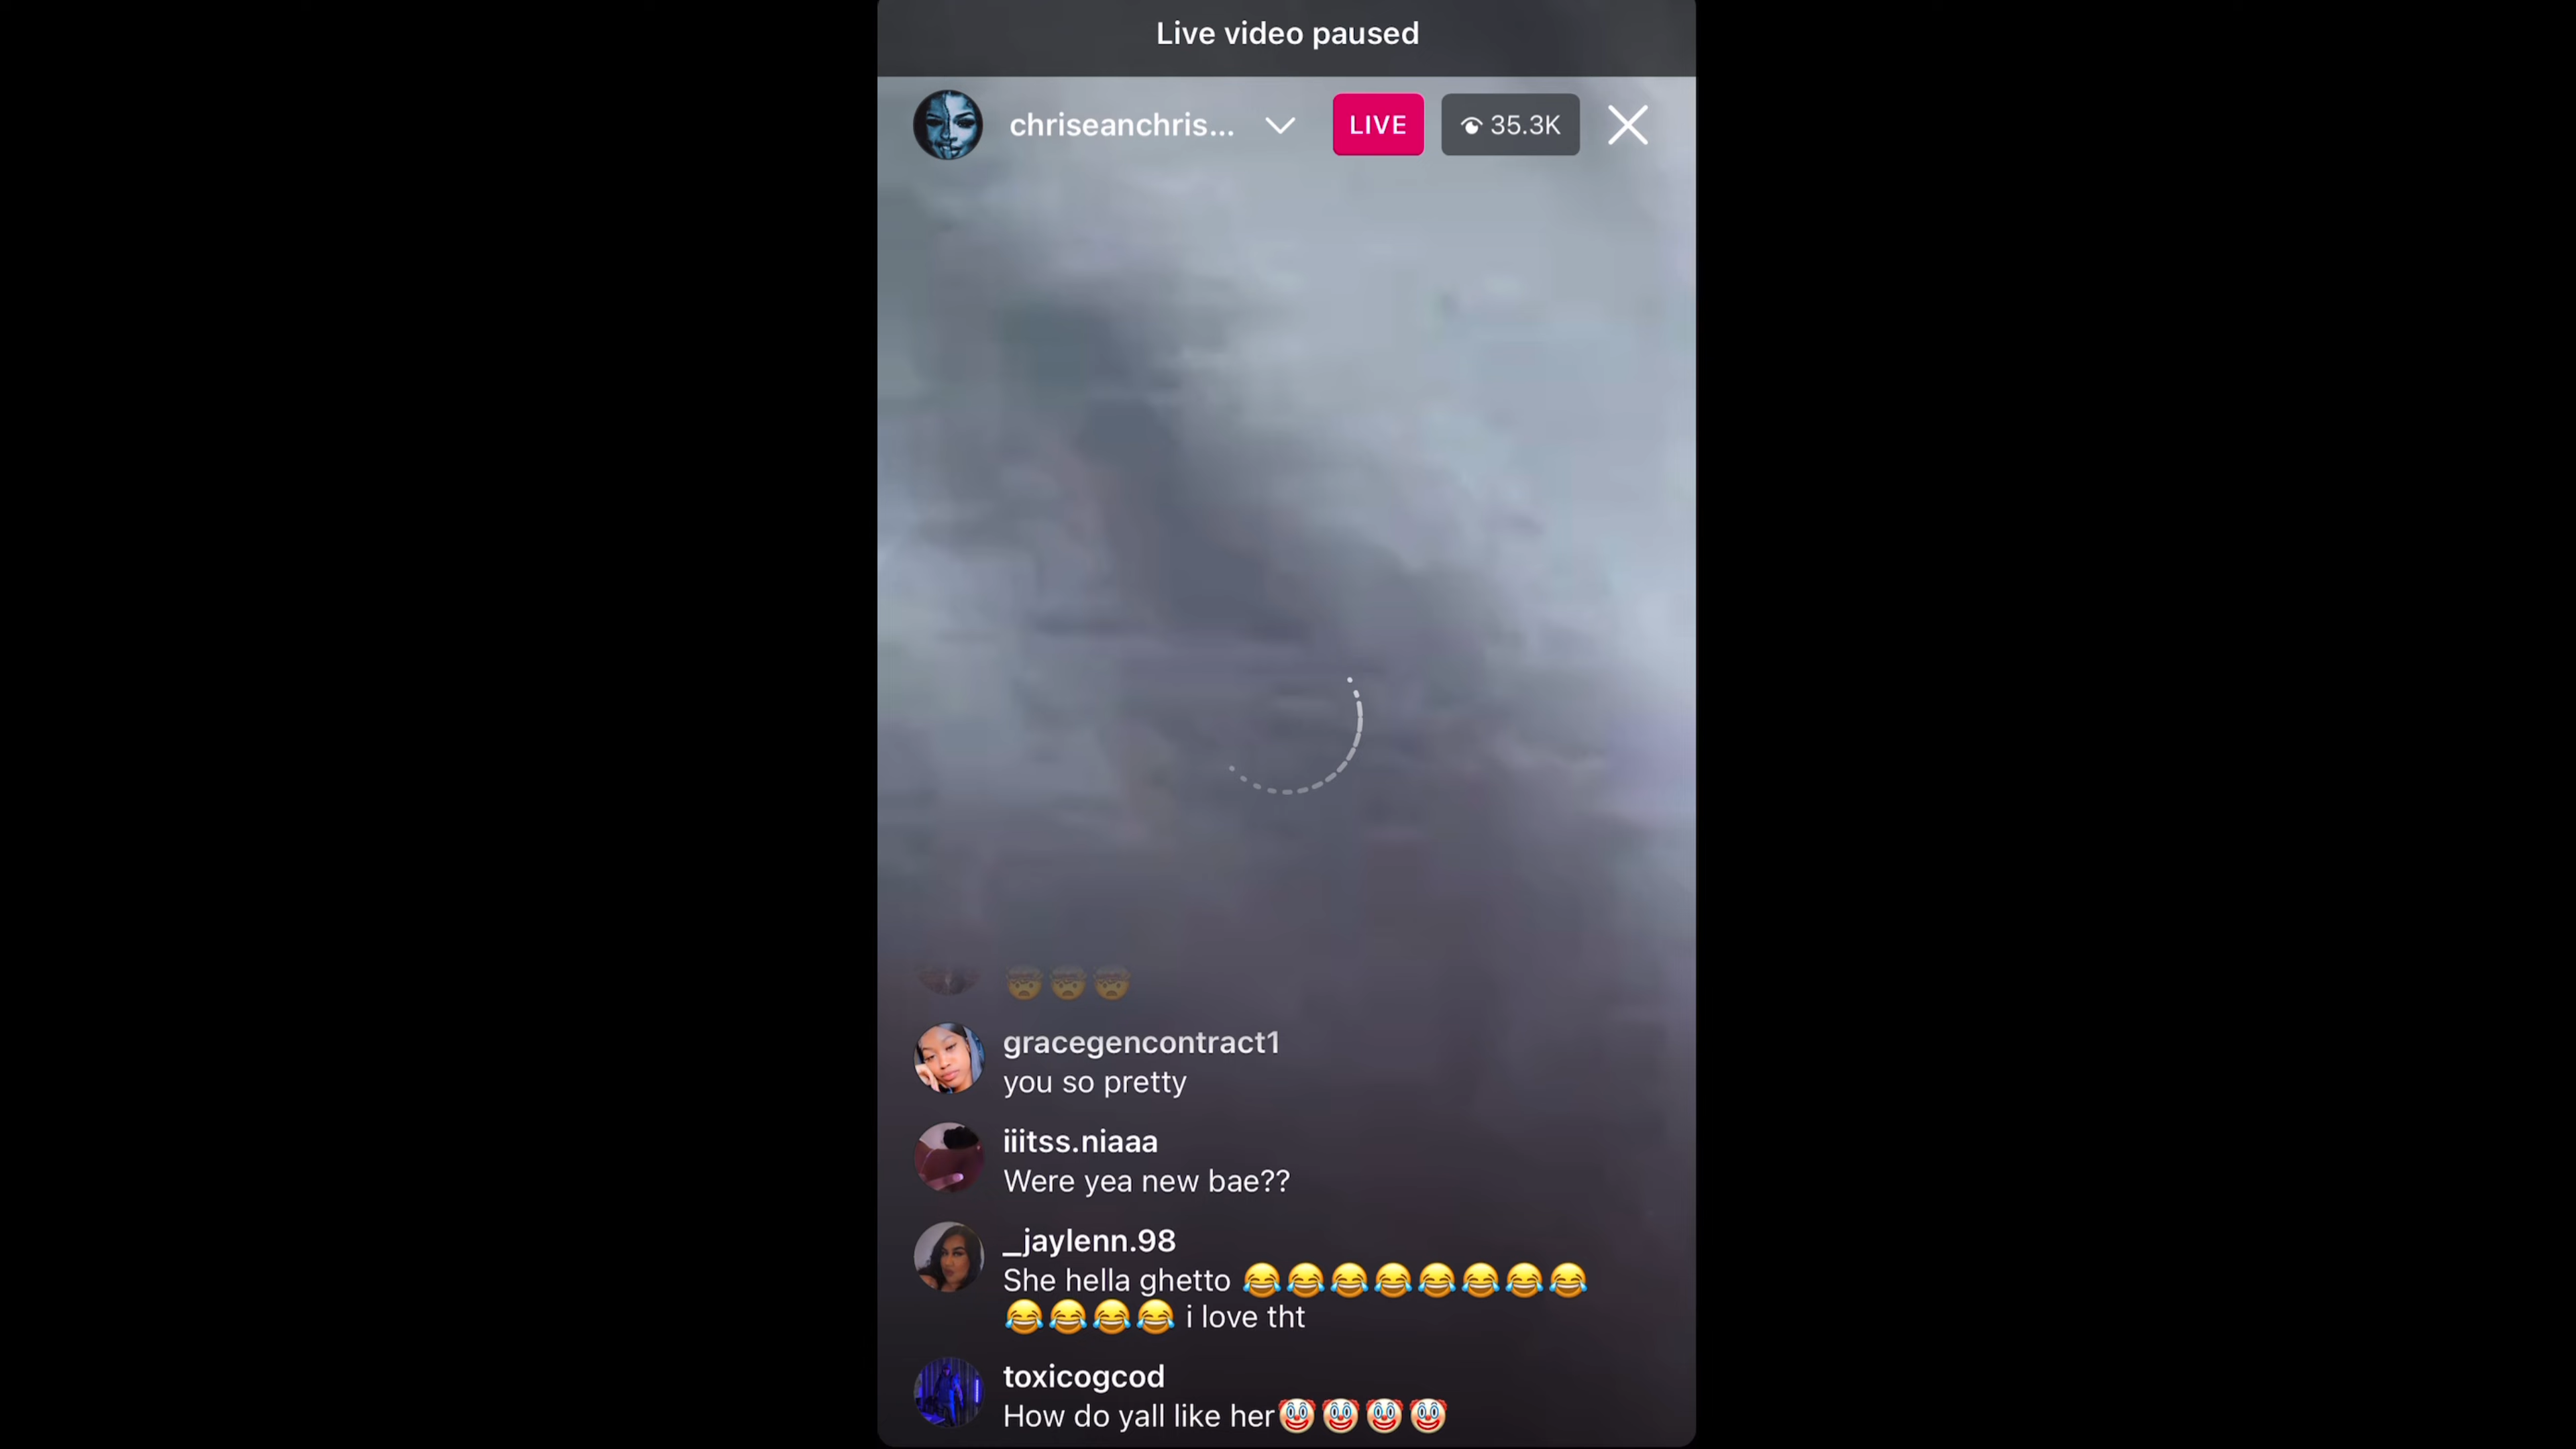 Live video paused
chriseanchris...
LIVE
35.3K
🤯🤯🤯
gracegencontract1
you so pretty
iiitss.niaaa
Were yea new bae??
_jaylenn.98
She hella ghetto 😂😂😂😂😂😂😂😂
😂😂😂😂 i love tht
toxicogcod
How do yall like her🤡🤡🤡🤡